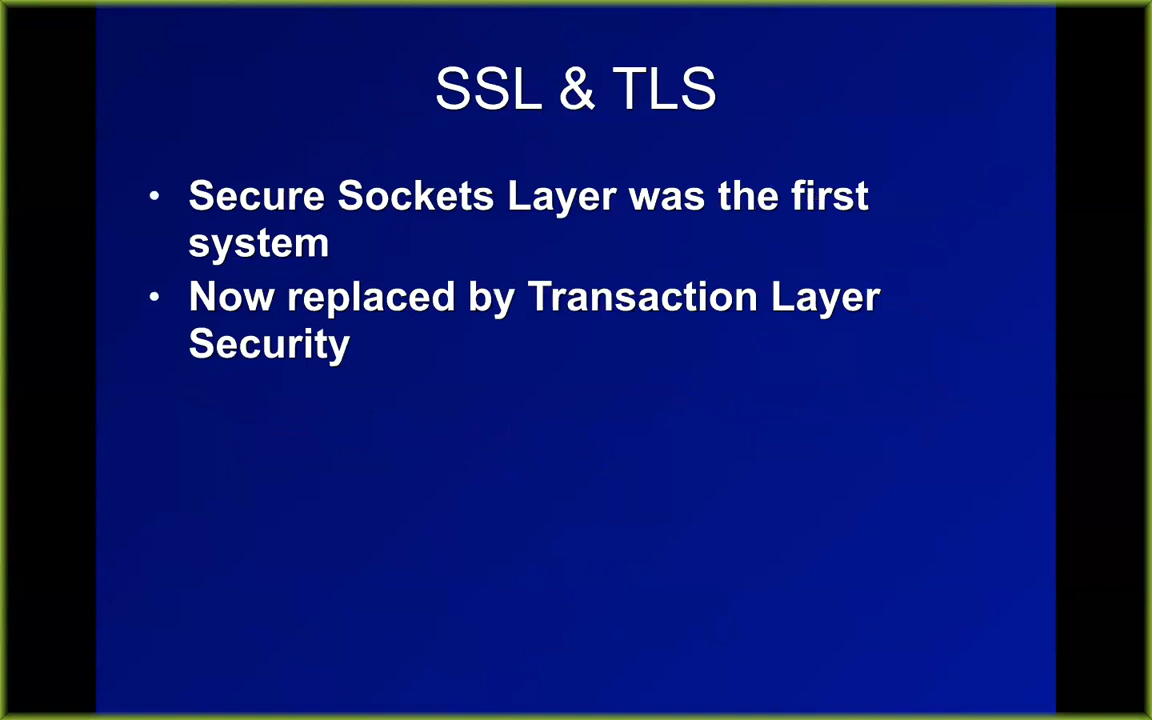 SSL & TLS
• Secure Sockets Layer was the first
system
• Now replaced by Transaction Layer
Security